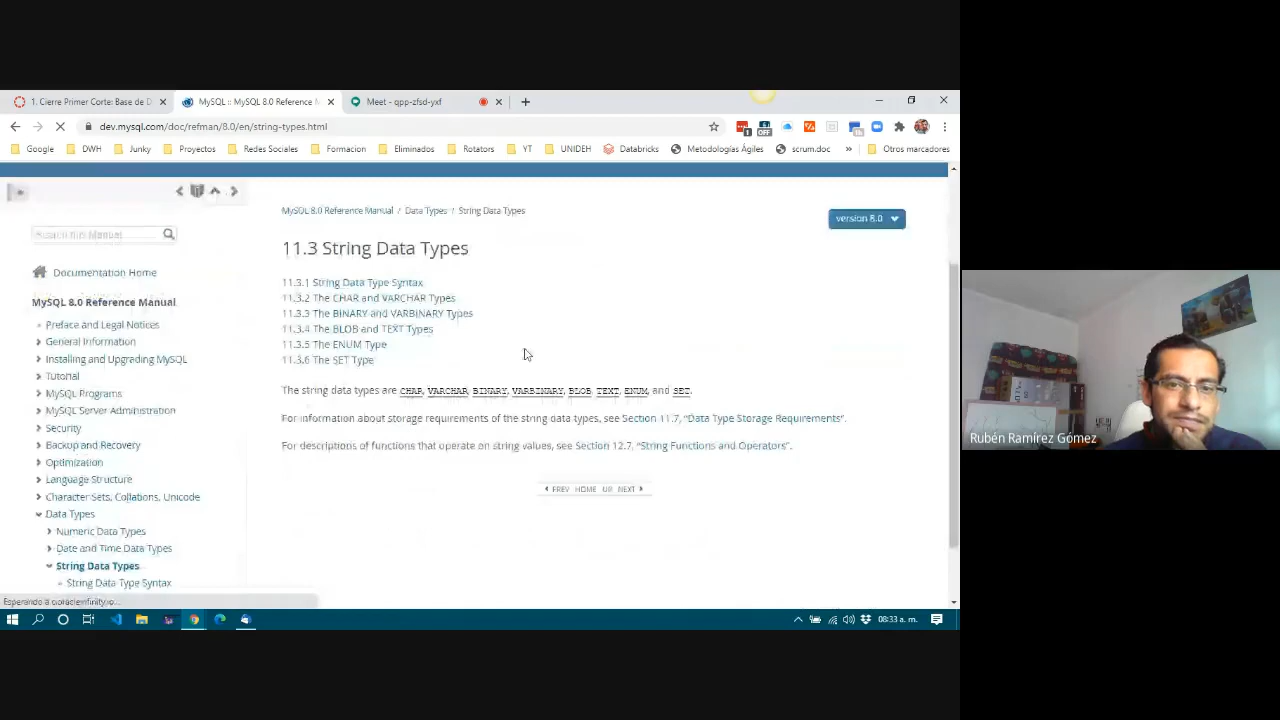 1. Cierre Primer Corte: Base de D
MySQL :: MySQL 8.0 Reference M
Meet - qpp-zfsd-yxf
dev.mysql.com/doc/refman/8.0/en/string-types.html
Google
DWH
Junky
Proyectos
Redes Sociales
Formacion
Eliminados
Rotators
YT
UNIDEH
Databricks
Metodologías Ágiles
scrum.doc
»
Otros marcadores
MySQL 8.0 Reference Manual / Data Types / String Data Types
version 8.0
Search this Manual
11.3 String Data Types
Documentation Home
MySQL 8.0 Reference Manual
Preface and Legal Notices
General Information
Installing and Upgrading MySQL
Tutorial
MySQL Programs
MySQL Server Administration
Security
Backup and Recovery
Optimization
Language Structure
Character Sets, Collations, Unicode
Data Types
Numeric Data Types
Date and Time Data Types
String Data Types
String Data Type Syntax
11.3.1 String Data Type Syntax
11.3.2 The CHAR and VARCHAR Types
11.3.3 The BINARY and VARBINARY Types
11.3.4 The BLOB and TEXT Types
11.3.5 The ENUM Type
11.3.6 The SET Type
The string data types are CHAR, VARCHAR, BINARY, VARBINARY, BLOB, TEXT, ENUM, and SET.
For information about storage requirements of the string data types, see Section 11.7, "Data Type Storage Requirements".
For descriptions of functions that operate on string values, see Section 12.7, "String Functions and Operators".
PREV HOME UP NEXT
08:33 a. m.
Rubén Ramírez Gómez